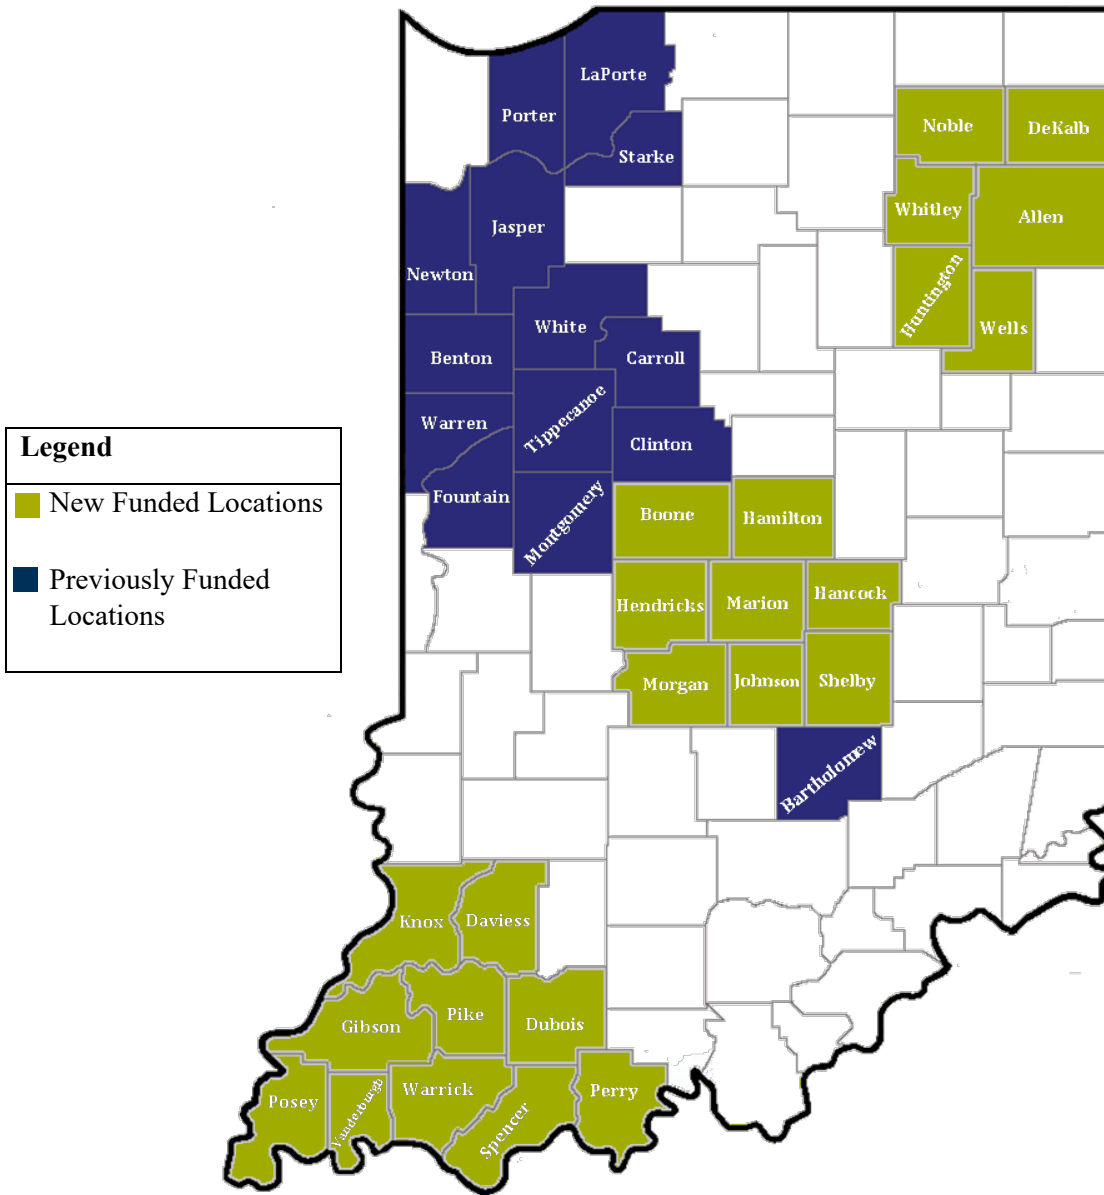 LaPorte
Porter
Noble
DeKalb
Starke
Whitley
Allen
Jasper
Newton
Huntington
White
Wells
Benton
Carroll
Warren
Tippecanoe
Clinton
Legend
New Funded Locations
Previously Funded
Locations
Fountain
Montgomery
Boone
Hamilton
Hendricks
Marion
Hancock
Morgan
Johnson
Shelby
Bartholomew
Knox
Daviess
Gibson
Pike
Dubois
Posey
Vanderburgh
Warrick
Spencer
Perry